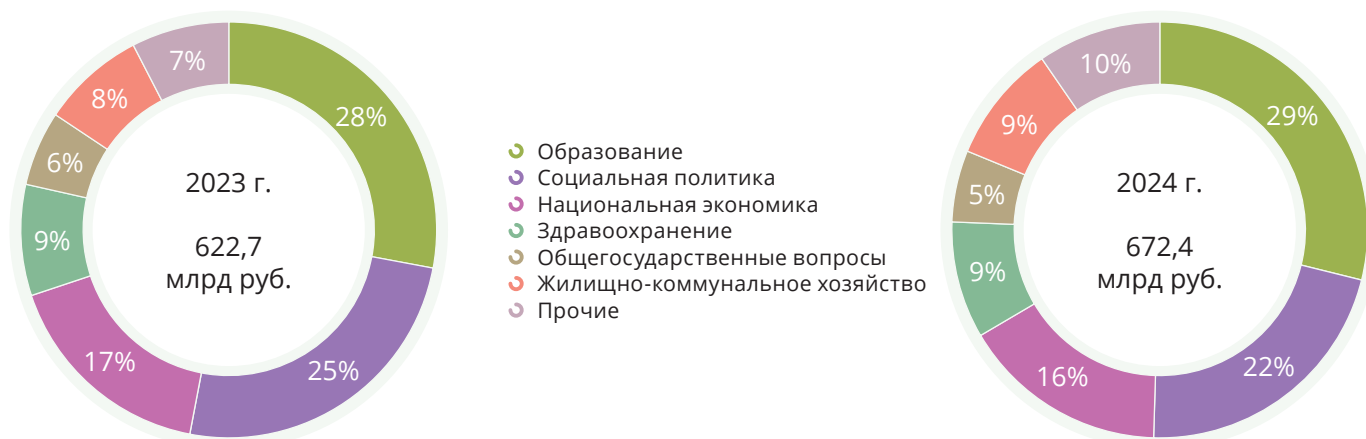 7%
28%
8%
6%
9%
17%
25%
2023 г.
622,7
млрд руб.
Образование
Социальная политика
Национальная экономика
Здравоохранение
Общегосударственные вопросы
Жилищно-коммунальное хозяйство
Прочие
10%
29%
9%
5%
9%
16%
22%
2024 г.
672,4
млрд руб.